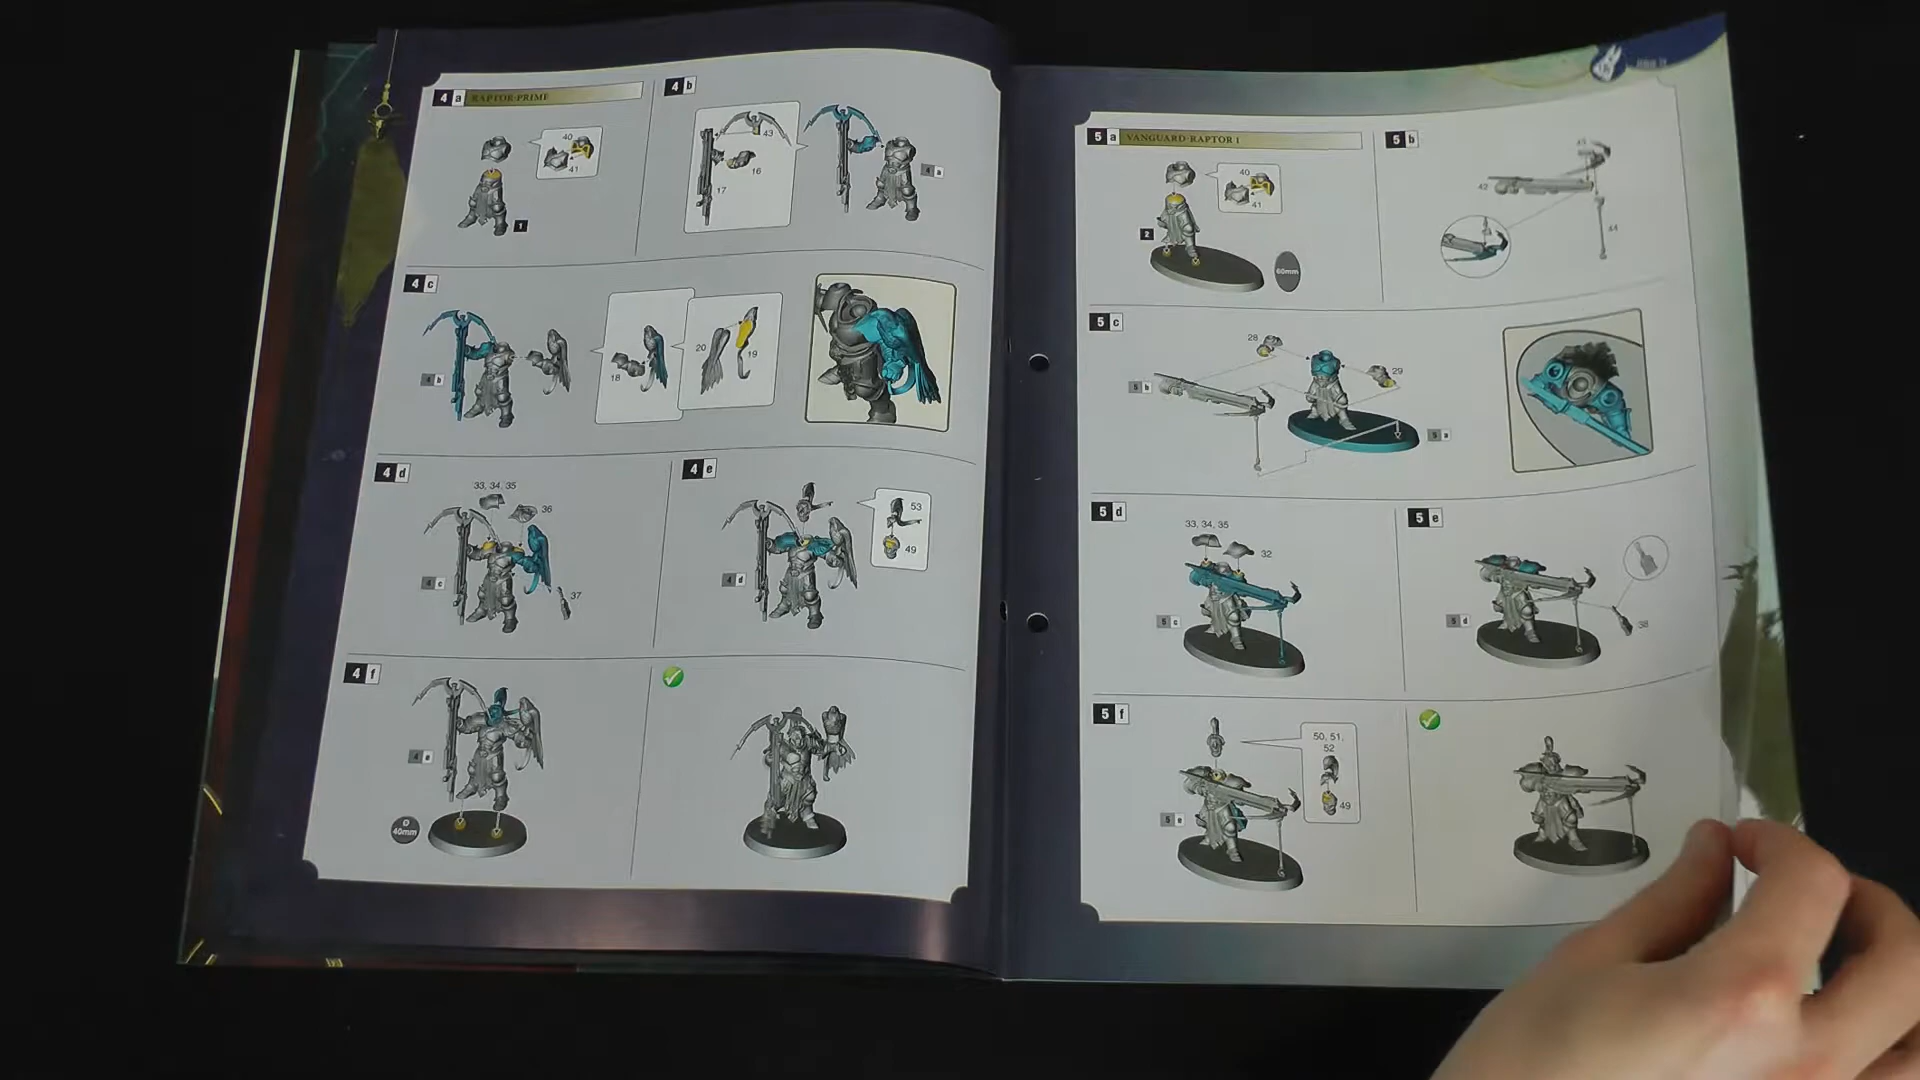 4 a RAPTOR-PRIME
40
41
1
4 b
43
16
17
4 a
4 c
4 b
18
20
19
4 d
33, 34, 35
36
4 c
37
4 e
4 d
53
49
4 f
4 e
40mm
5 a VANGUARD-RAPTOR 1
40
41
2
60mm
5 b
42
44
5 c
28
29
5 b
5 a
5 d
33, 34, 35
32
5 c
5 e
5 d
38
5 f
50, 51,
52
49
5 e